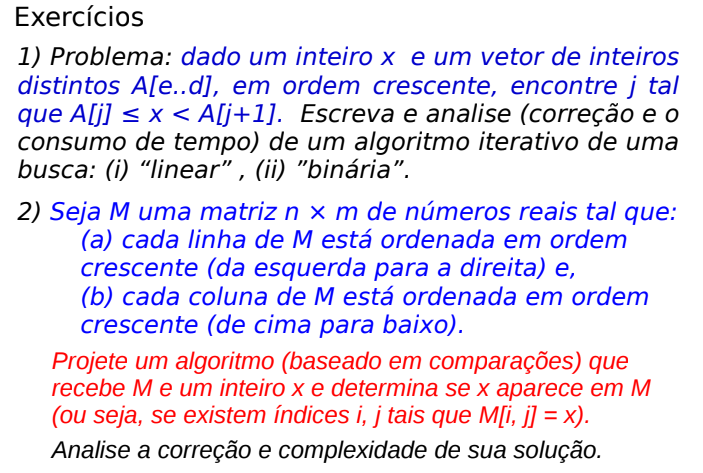 Exercícios
1) Problema: dado um inteiro x e um vetor de inteiros
distintos A[e..d], em ordem crescente, encontre j tal
que A[j] ≤ x < A[j+1]. Escreva e analise (correção e o
consumo de tempo) de um algoritmo iterativo de uma
busca: (i) “linear” , (ii) ”binária”.
2) Seja M uma matriz n × m de números reais tal que:
(a) cada linha de M está ordenada em ordem
crescente (da esquerda para a direita) e,
(b) cada coluna de M está ordenada em ordem
crescente (de cima para baixo).
Projete um algoritmo (baseado em comparações) que
recebe M e um inteiro x e determina se x aparece em M
(ou seja, se existem índices i, j tais que M[i, j] = x).
Analise a correção e complexidade de sua solução.